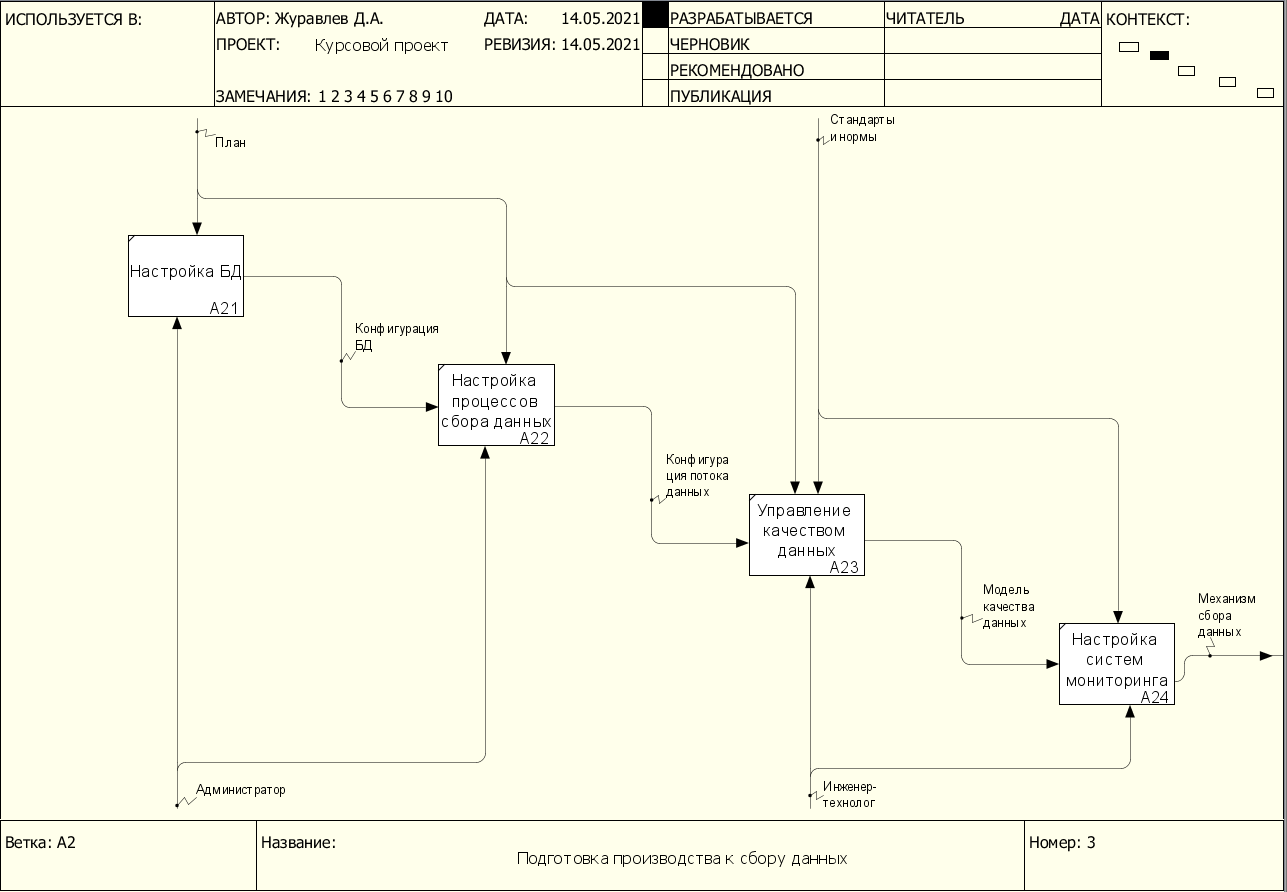 ИСПОЛЬЗУЕТСЯ В:
АВТОР: Журавлев Д.А.
ДАТА: 14.05.2021
ПРОЕКТ: Курсовой проект
РЕВИЗИЯ: 14.05.2021
ЗАМЕЧАНИЯ: 1 2 3 4 5 6 7 8 9 10
РАЗРАБАТЫВАЕТСЯ
ЧЕРНОВИК
РЕКОМЕНДОВАНО
ПУБЛИКАЦИЯ
ЧИТАТЕЛЬ
ДАТА
КОНТЕКСТ:
План
Стандарты
и нормы
Настройка БД
A21
Конфигурация
БД
Настройка
процессов
сбора данных
A22
Конфигура
ция потока
данных
Управление
качеством
данных
A23
Модель
качества
данных
Механизм
сбора
данных
Настройка
систем
мониторинга
A24
Администратор
Инженер-
технолог
Ветка: A2
Название:
Подготовка производства к сбору данных
Номер: 3